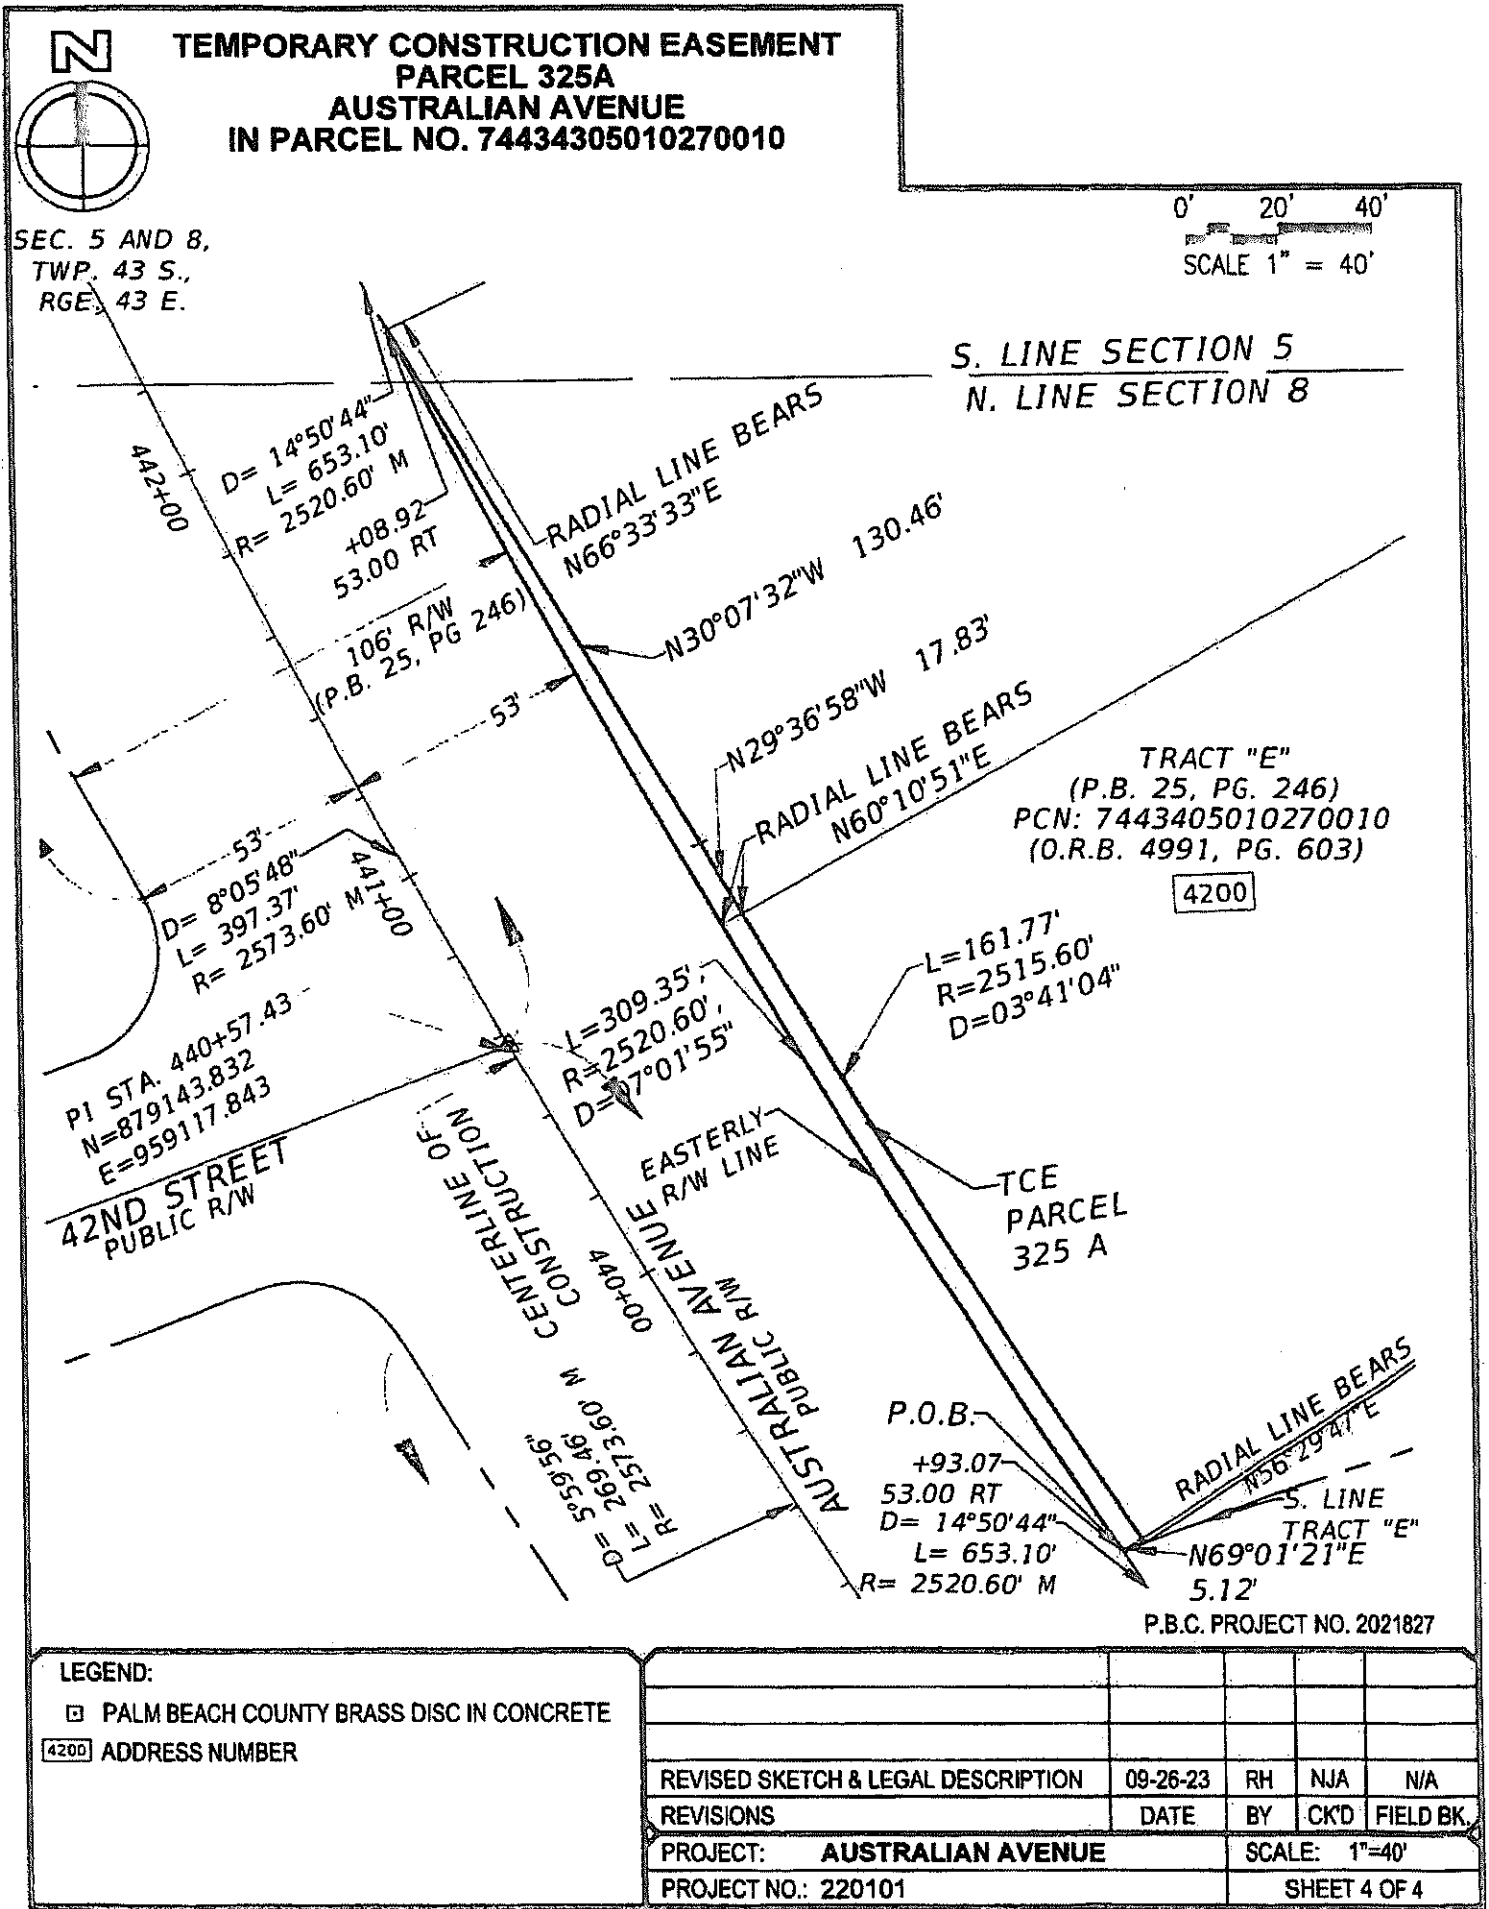 N
TEMPORARY CONSTRUCTION EASEMENT
PARCEL 325A
AUSTRALIAN AVENUE
IN PARCEL NO. 74434305010270010
SEC. 5 AND 8,
TWP. 43 S.,
RGE. 43 E.
0' 20' 40'
SCALE 1" = 40'
S. LINE SECTION 5
N. LINE SECTION 8
442+00
D= 14°50'44"
L= 653.10'
R= 2520.60' M
+08.92
53.00 RT
RADIAL LINE BEARS
N66°33'33"E
106' R/W
(P.B. 25, PG 246)
N30°07'32"W 130.46'
53'
N29°36'58"W 17.83'
RADIAL LINE BEARS
N60°10'51"E
TRACT "E"
(P.B. 25, PG. 246)
PCN: 7443405010270010
(O.R.B. 4991, PG. 603)
4200
53'
D= 8°05'48"
L= 397.37'
R= 2573.60' M
441+00
L=161.77'
R=2515.60'
D=03°41'04"
L=309.35',
R=2520.60',
D=07°01'55"
PI STA. 440+57.43
N=879143.832
E=959117.843
42ND STREET
PUBLIC R/W
CENTERLINE OF
CONSTRUCTION
EASTERLY
R/W LINE
TCE
PARCEL
325 A
440+00
AUSTRALIAN AVENUE
PUBLIC R/W
D= 5°59'56"
L= 269.46'
R= 2573.60' M
P.O.B.
+93.07
53.00 RT
D= 14°50'44"
L= 653.10'
R= 2520.60' M
RADIAL LINE BEARS
N56°29'47"E
S. LINE
TRACT "E"
N69°01'21"E
5.12'
P.B.C. PROJECT NO. 2021827
LEGEND:
PALM BEACH COUNTY BRASS DISC IN CONCRETE
4200 ADDRESS NUMBER
REVISED SKETCH & LEGAL DESCRIPTION 09-26-23 RH NJA N/A
REVISIONS DATE BY CK'D FIELD BK.
PROJECT: AUSTRALIAN AVENUE SCALE: 1"=40'
PROJECT NO.: 220101 SHEET 4 OF 4